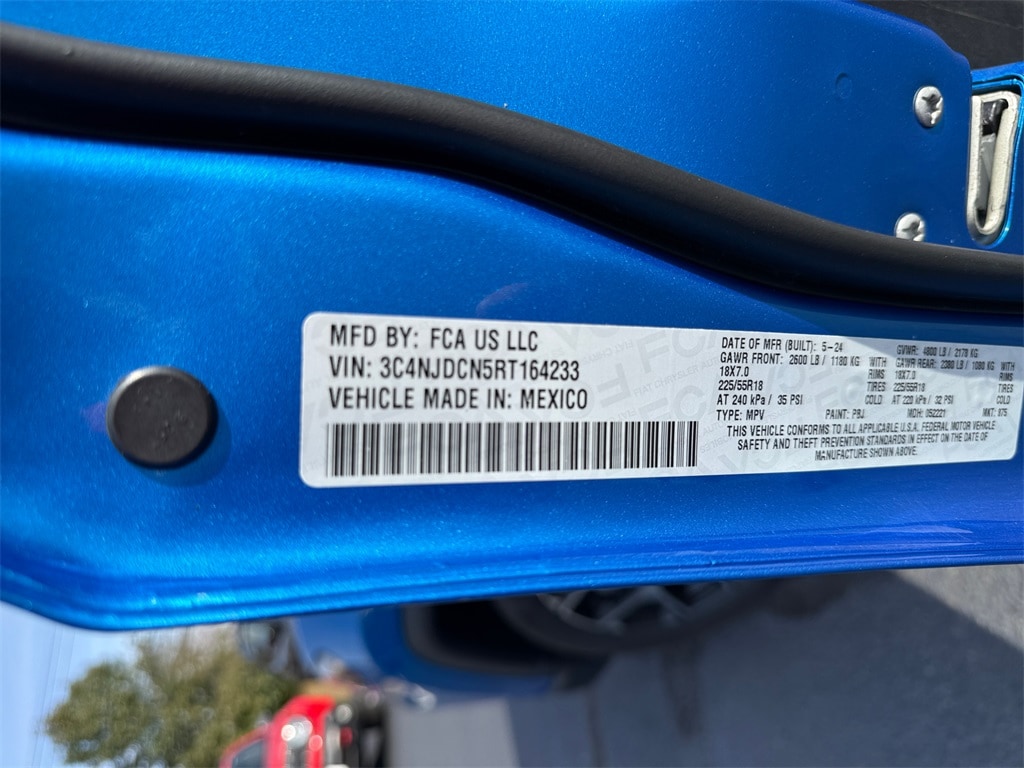 MFD BY: FCA US LLC
VIN: 3C4NJDCN5RT164233
VEHICLE MADE IN: MEXICO
DATE OF MFR (BUILT): 5-24 GVWR: 4800 LB / 2178 KG
GAWR FRONT: 2600 LB / 1180 KG WITH GAWR REAR: 2380 LB / 1080 KG WITH
18X7.0 RIMS 18X7.0 RIMS
225/55R18 TIRES 225/55R18 TIRES
AT 240 kPa / 35 PSI COLD AT 220 kPa / 32 PSI COLD
TYPE: MPV PAINT: PBJ MDH: 052221 MKT: 875
THIS VEHICLE CONFORMS TO ALL APPLICABLE U.S.A. FEDERAL MOTOR VEHICLE
SAFETY AND THEFT PREVENTION STANDARDS IN EFFECT ON THE DATE OF
MANUFACTURE SHOWN ABOVE.